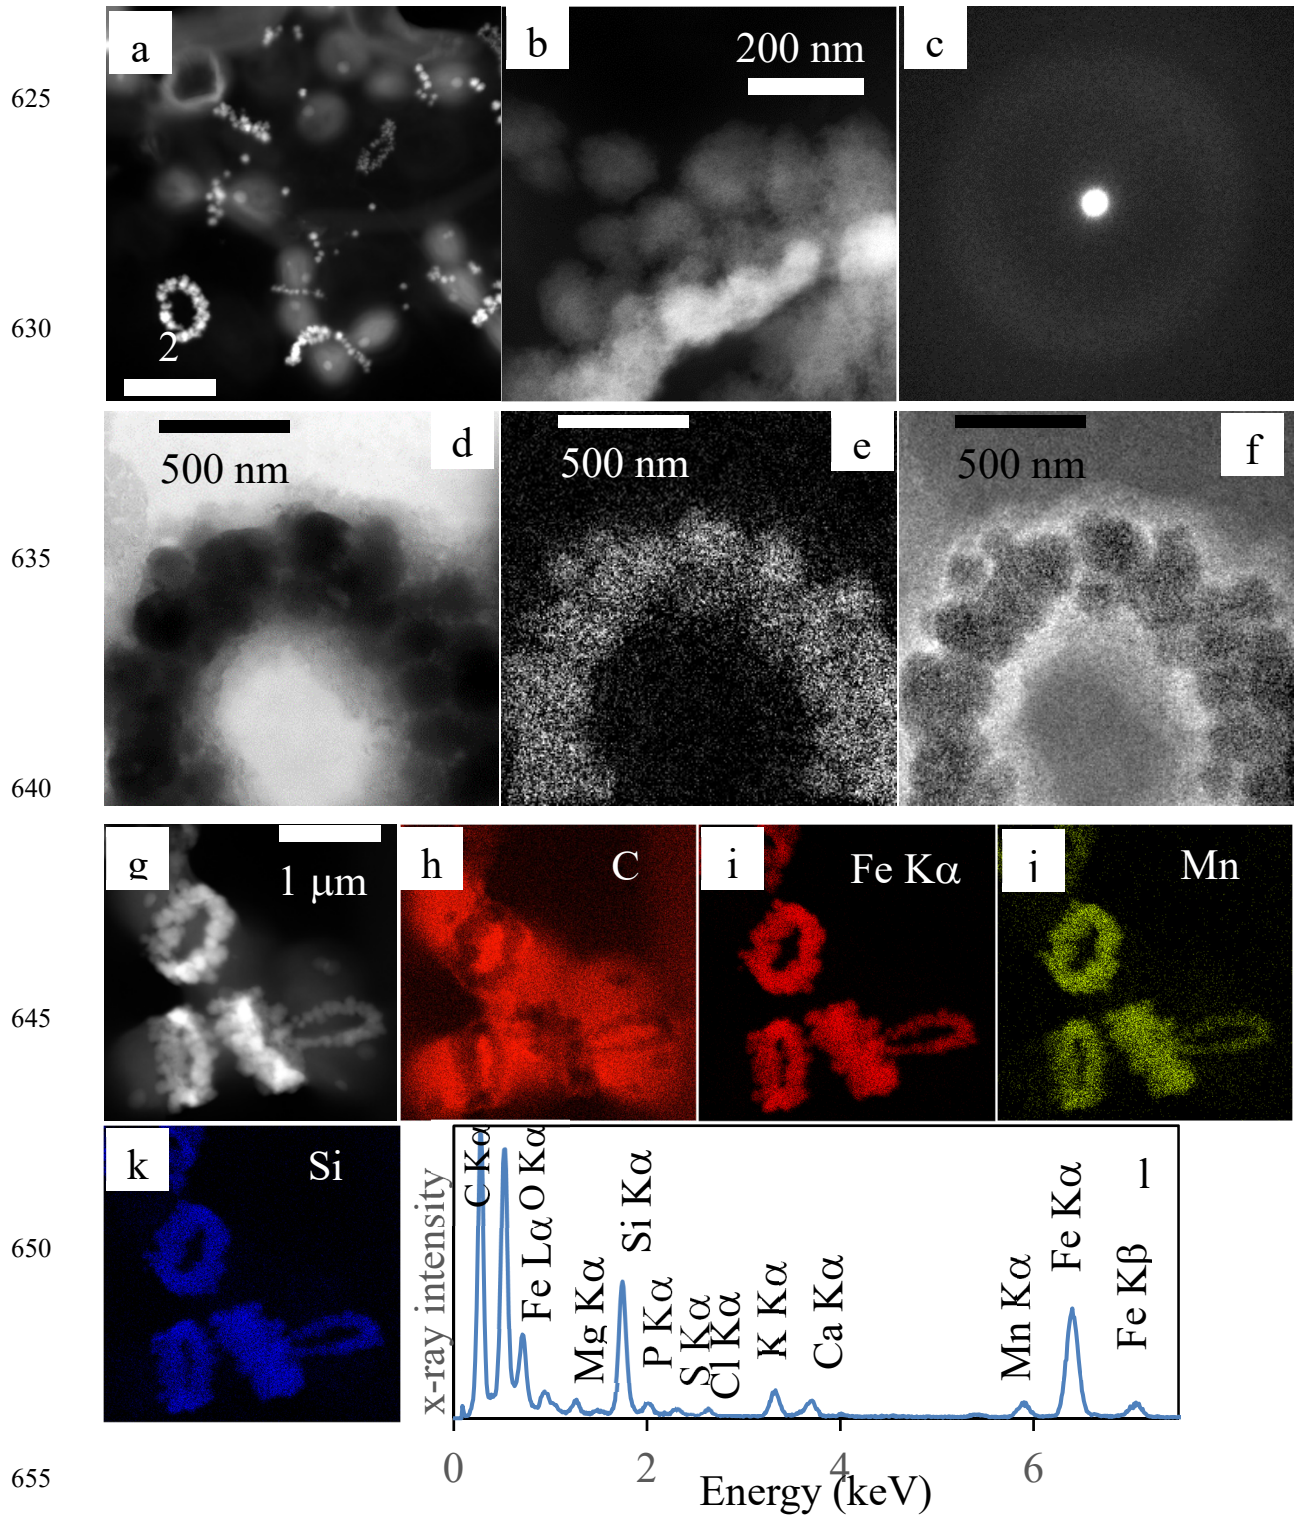 a
b
200 nm
c
625
630
2
d
500 nm
500 nm
e
500 nm
f
635
640
g
1 μm
h
C
i
Fe Kα
j
Mn
645
k
Si
l
650
x-ray intensity
C Kα
O Kα
Fe Lα
Mg Kα
Si Kα
P Kα
S Kα
Cl Kα
K Kα
Ca Kα
Mn Kα
Fe Kα
Fe Kβ
0
2
4
6
Energy (keV)
655